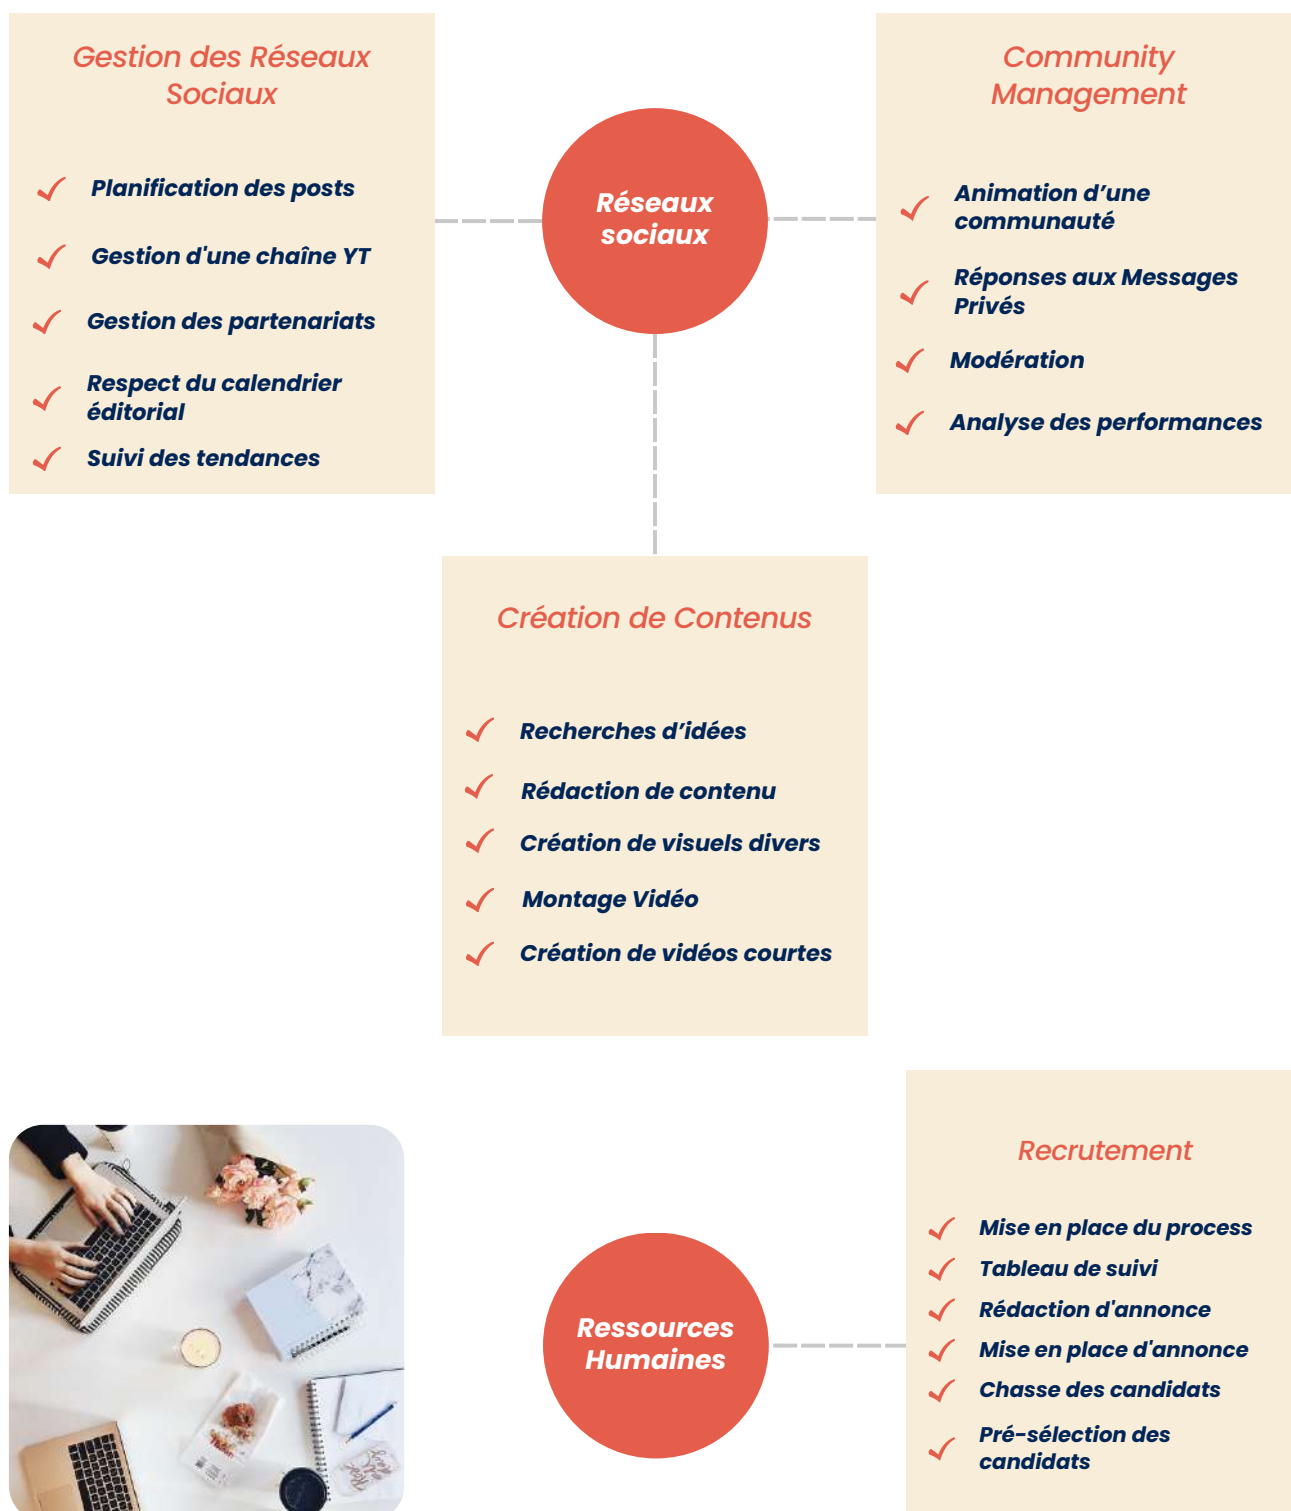 Gestion des Réseaux
Sociaux
Planification des posts
Gestion d'une chaîne YT
Gestion des partenariats
Respect du calendrier
éditorial
Suivi des tendances
Réseaux
sociaux
Community
Management
Animation d’une
communauté
Réponses aux Messages
Privés
Modération
Analyse des performances
Création de Contenus
Recherches d’idées
Rédaction de contenu
Création de visuels divers
Montage Vidéo
Création de vidéos courtes
Ressources
Humaines
Recrutement
Mise en place du process
Tableau de suivi
Rédaction d'annonce
Mise en place d'annonce
Chasse des candidats
Pré-sélection des
candidats